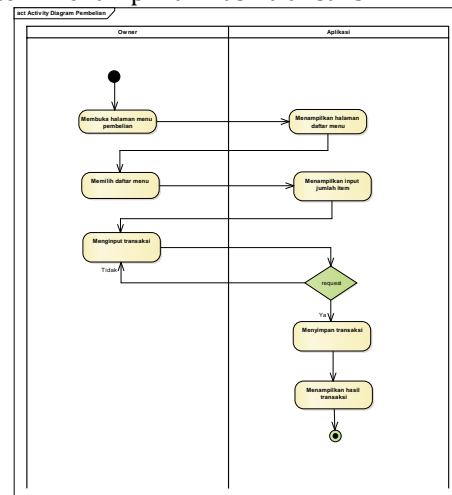 act Activity Diagram Pembelian
Owner
Aplikasi
Membuka halaman menu
pembelian
Menampilkan halaman
daftar menu
Memilih daftar menu
Menampilkan input
jumlah item
Menginput transaksi
Tidak
request
Ya
Menyimpan transaksi
Menampilkan hasil
transaksi